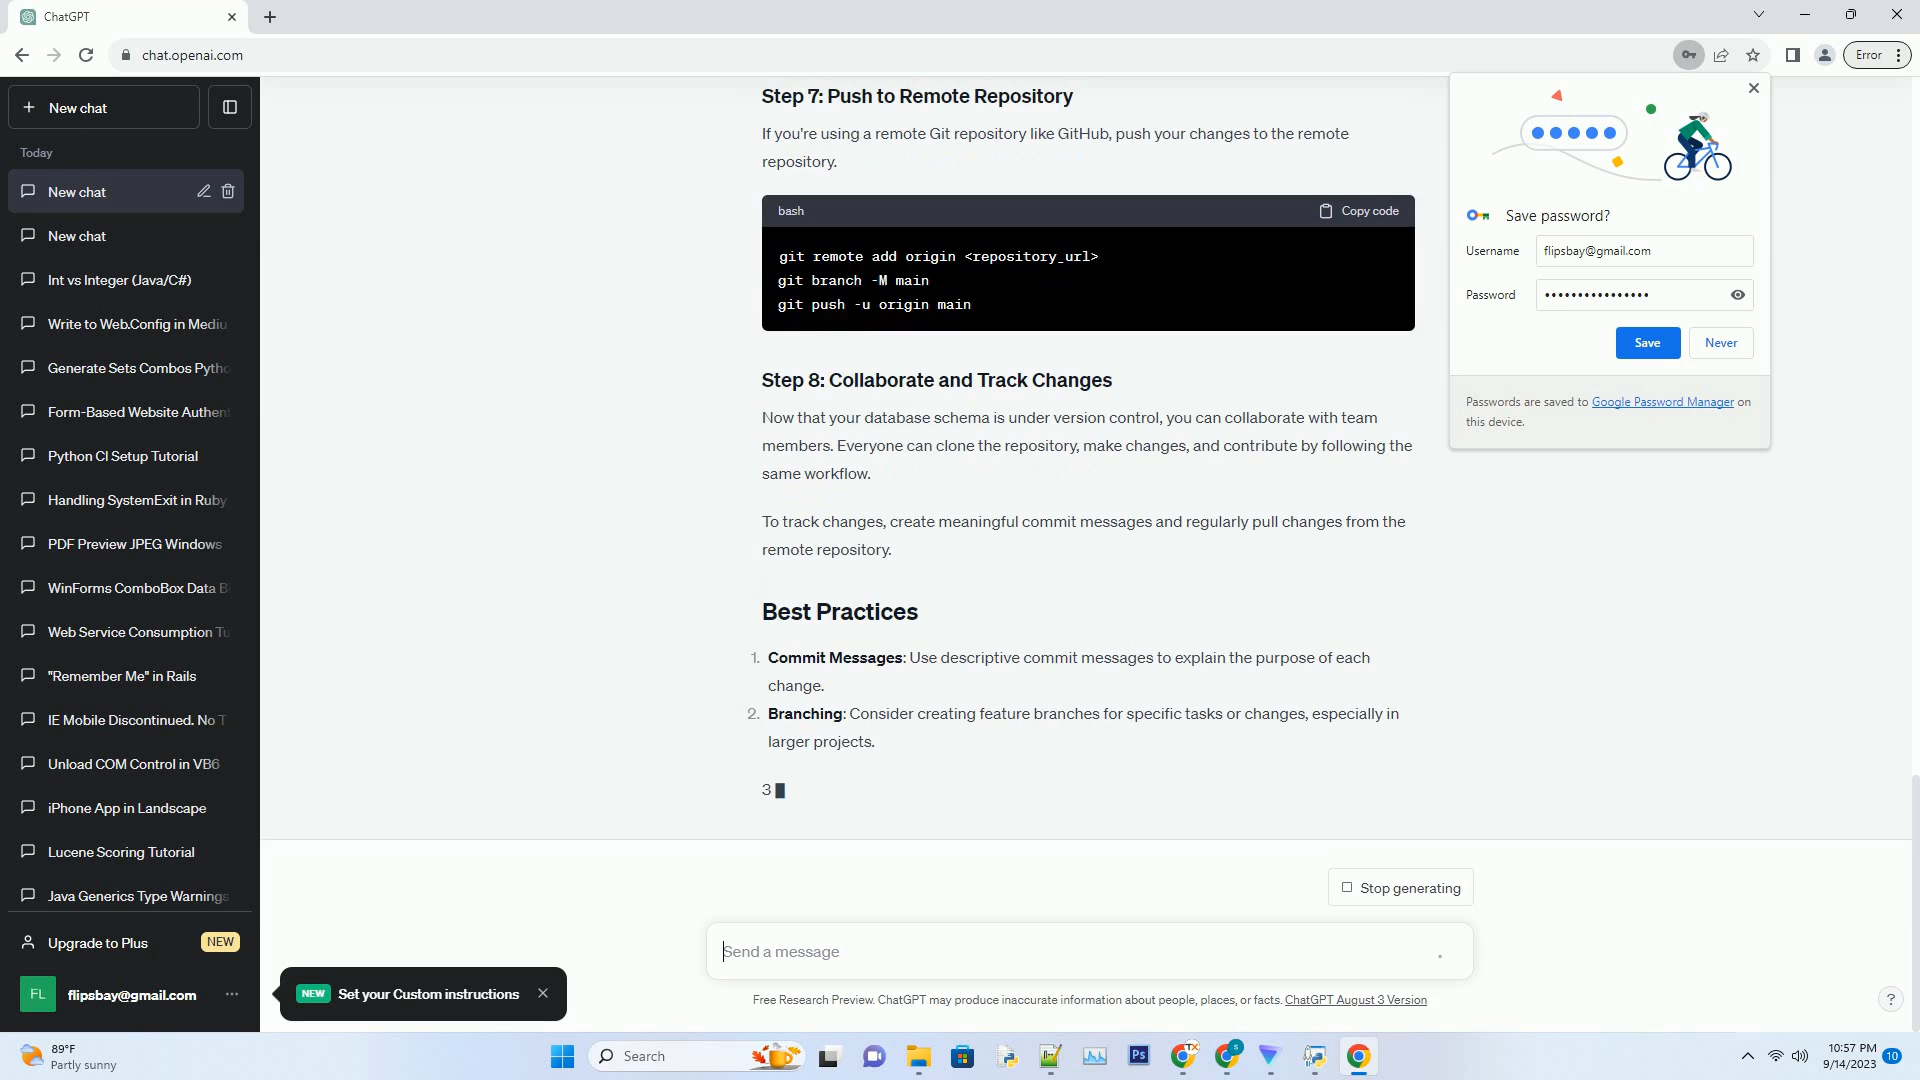 ChatGPT
chat.openai.com
Error
New chat
Today
New chat
New chat
Int vs Integer (Java/C#)
Write to Web.Config in Mediu
Generate Sets Combos Pytho
Form-Based Website Authent
Python CI Setup Tutorial
Handling SystemExit in Ruby
PDF Preview JPEG Windows
WinForms ComboBox Data B
Web Service Consumption Tu
"Remember Me" in Rails
IE Mobile Discontinued. No T
Unload COM Control in VB6
iPhone App in Landscape
Lucene Scoring Tutorial
Java Generics Type Warnings
Upgrade to Plus NEW
FL flipsbay@gmail.com
NEW Set your Custom instructions
Step 7: Push to Remote Repository
If you're using a remote Git repository like GitHub, push your changes to the remote
repository.
bash Copy code
git remote add origin <repository_url>
git branch -M main
git push -u origin main
Step 8: Collaborate and Track Changes
Now that your database schema is under version control, you can collaborate with team
members. Everyone can clone the repository, make changes, and contribute by following the
same workflow.
To track changes, create meaningful commit messages and regularly pull changes from the
remote repository.
Best Practices
1. Commit Messages: Use descriptive commit messages to explain the purpose of each
change.
2. Branching: Consider creating feature branches for specific tasks or changes, especially in
larger projects.
3
Stop generating
Send a message
Free Research Preview. ChatGPT may produce inaccurate information about people, places, or facts. ChatGPT August 3 Version
?
Save password?
Username flipsbay@gmail.com
Password ••••••••••••••••
Save Never
Passwords are saved to Google Password Manager on
this device.
89°F
Partly sunny
Search
Ps
TX
S
10:57 PM
9/14/2023
10